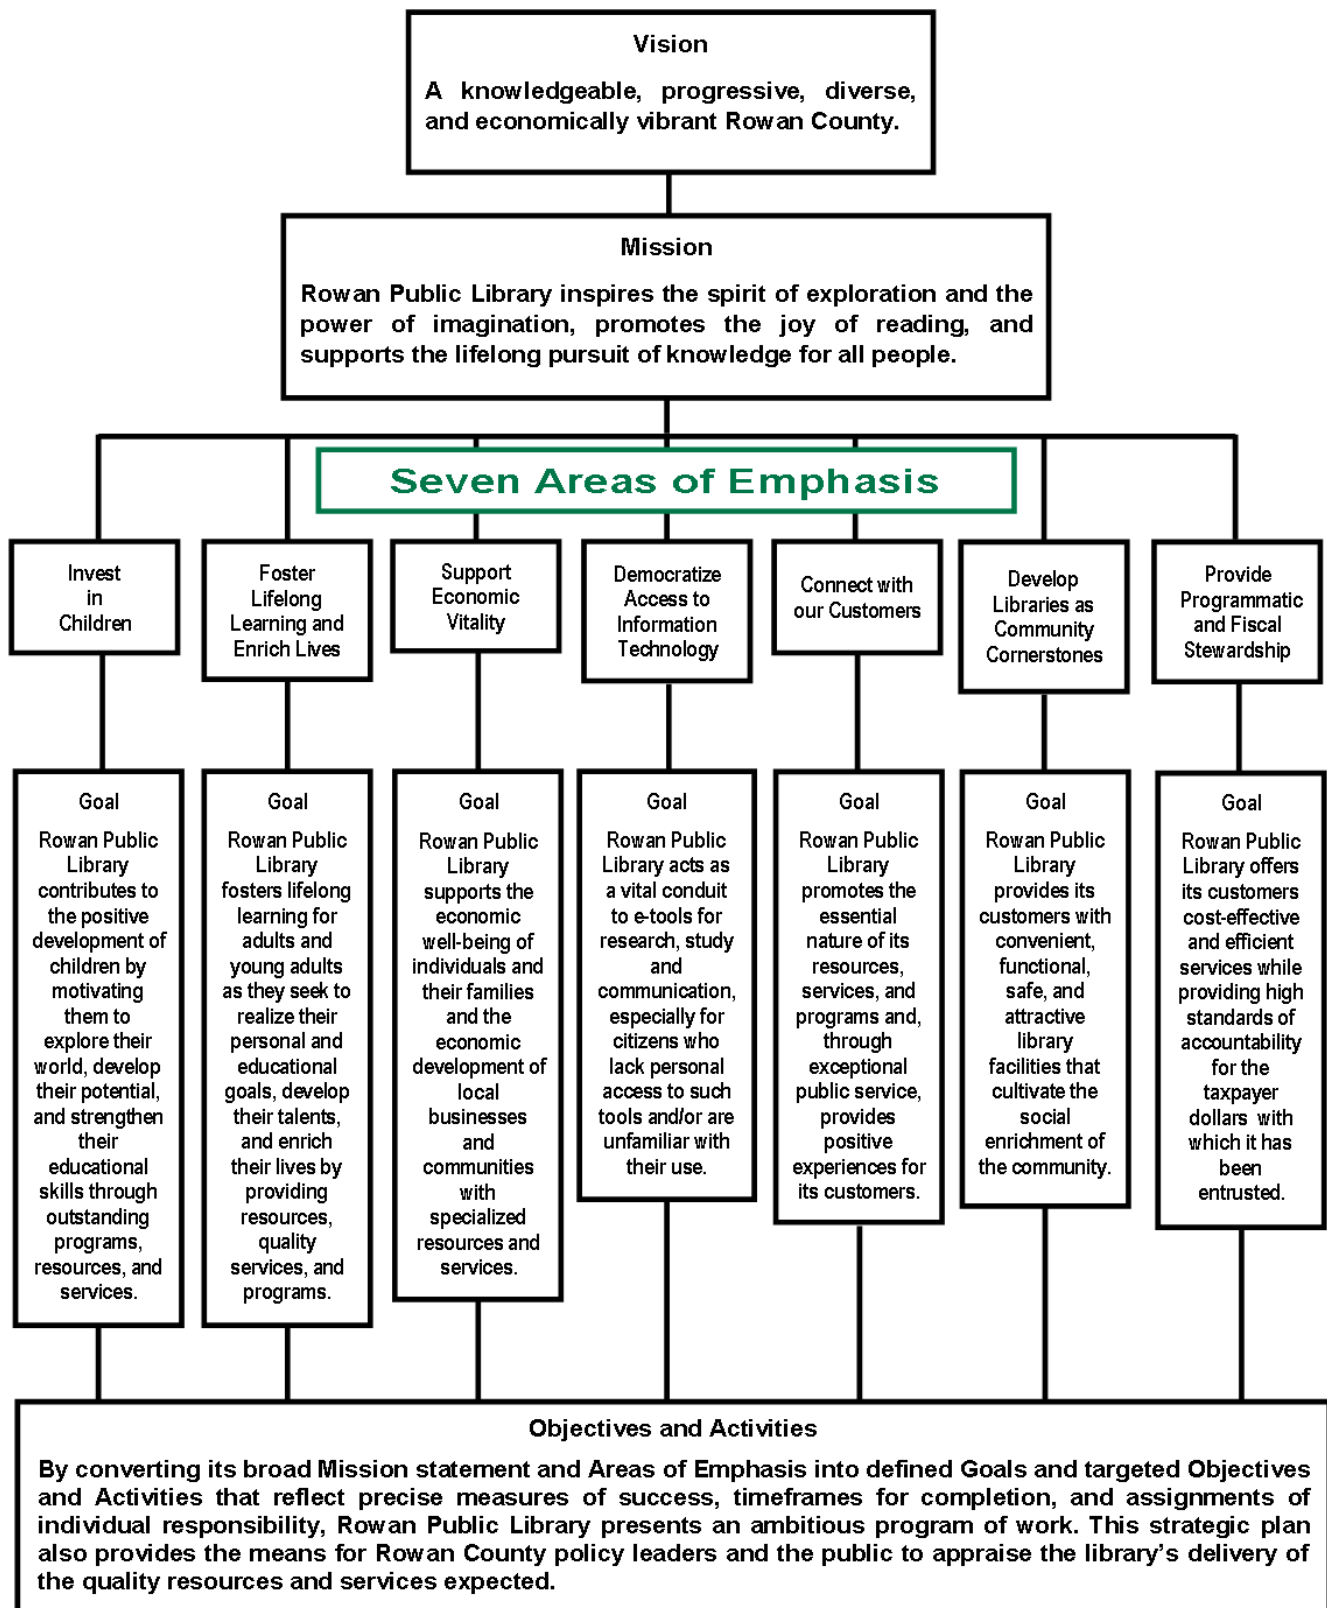 Vision
A knowledgeable, progressive, diverse,
and economically vibrant Rowan County.
Mission
Rowan Public Library inspires the spirit of exploration and the
power of imagination, promotes the joy of reading, and
supports the lifelong pursuit of knowledge for all people.
Seven Areas of Emphasis
Invest
in
Children
Foster
Lifelong
Learning and
Enrich Lives
Support
Economic
Vitality
Democratize
Access to
Information
Technology
Connect with
our Customers
Develop
Libraries as
Community
Cornerstones
Provide
Programmatic
and Fiscal
Stewardship
Goal
Rowan Public
Library
contributes to
the positive
development of
children by
motivating
them to
explore their
world, develop
their potential,
and strengthen
their
educational
skills through
outstanding
programs,
resources, and
services.
Goal
Rowan Public
Library
fosters lifelong
learning for
adults and
young adults
as they seek to
realize their
personal and
educational
goals, develop
their talents,
and enrich
their lives by
providing
resources,
quality
services, and
programs.
Goal
Rowan Public
Library
supports the
economic
well-being of
individuals and
their families
and the
economic
development of
local
businesses
and
communities
with
specialized
resources and
services.
Goal
Rowan Public
Library acts as
a vital conduit
to e-tools for
research, study
and
communication,
especially for
citizens who
lack personal
access to such
tools and/or are
unfamiliar with
their use.
Goal
Rowan Public
Library
promotes the
essential
nature of its
resources,
services, and
programs and,
through
exceptional
public service,
provides
positive
experiences for
its customers.
Goal
Rowan Public
Library
provides its
customers with
convenient,
functional,
safe, and
attractive
library
facilities that
cultivate the
social
enrichment of
the community.
Goal
Rowan Public
Library offers
its customers
cost-effective
and efficient
services while
providing high
standards of
accountability
for the
taxpayer
dollars with
which it has
been
entrusted.
Objectives and Activities
By converting its broad Mission statement and Areas of Emphasis into defined Goals and targeted Objectives
and Activities that reflect precise measures of success, timeframes for completion, and assignments of
individual responsibility, Rowan Public Library presents an ambitious program of work. This strategic plan
also provides the means for Rowan County policy leaders and the public to appraise the library's delivery of
the quality resources and services expected.